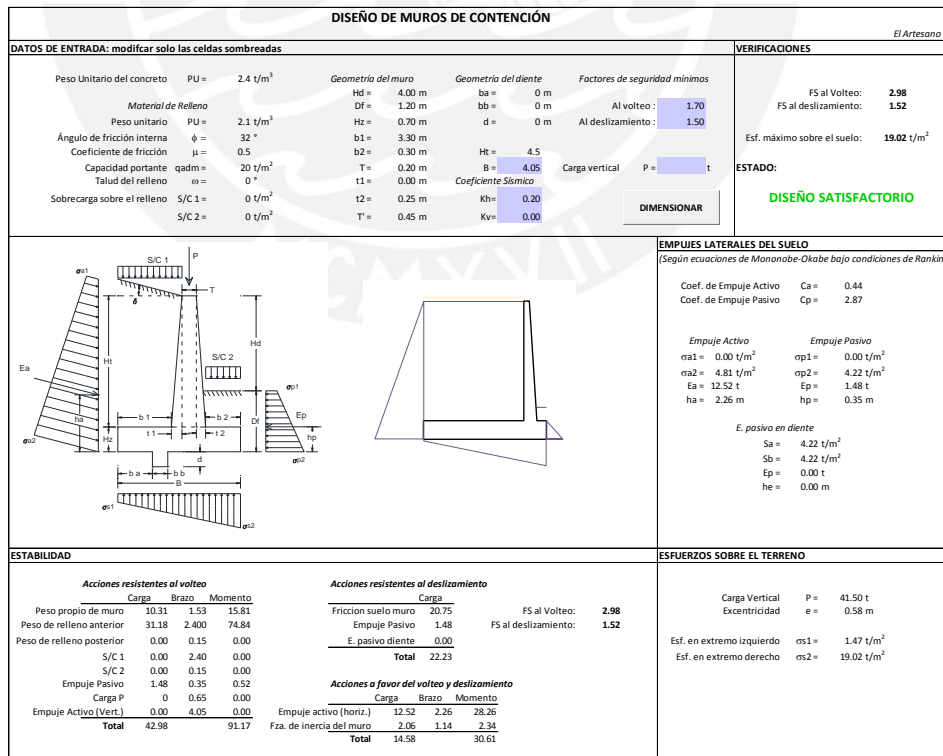 DISEÑO DE MUROS DE CONTENCIÓN
El Artesano
DATOS DE ENTRADA: modifcar solo las celdas sombreadas
VERIFICACIONES
Peso Unitario del concreto PU = 2.4 t/m³ Geometría del muro Geometría del diente Factores de seguridad mínimos
Hd = 4.00 m ba = 0 m FS al Volteo: 2.98
Material de Relleno Df = 1.20 m bb = 0 m Al volteo : 1.70 FS al deslizamiento: 1.52
Peso unitario PU = 2.1 t/m³ Hz = 0.70 m d = 0 m Al deslizamiento : 1.50
Ángulo de fricción interna ϕ = 32 ° b1 = 3.30 m Esf. máximo sobre el suelo: 19.02 t/m²
Coeficiente de fricción μ = 0.5 b2 = 0.30 m Ht = 4.5
Capacidad portante qadm = 20 t/m² T = 0.20 m B = 4.05 Carga vertical P = t ESTADO:
Talud del relleno ω = 0 ° t1 = 0.00 m Coeficiente Sísmico
Sobrecarga sobre el relleno S/C 1 = 0 t/m² t2 = 0.25 m Kh= 0.20 DIMENSIONAR DISEÑO SATISFACTORIO
S/C 2 = 0 t/m² T' = 0.45 m Kv= 0.00
EMPUJES LATERALES DEL SUELO
(Según ecuaciones de Mononobe-Okabe bajo condiciones de Rankin
Coef. de Empuje Activo Ca = 0.44
Coef. de Empuje Pasivo Cp = 2.87
Empuje Activo Empuje Pasivo
σa1 = 0.00 t/m² σp1 = 0.00 t/m²
σa2 = 4.81 t/m² σp2 = 4.22 t/m²
Ea = 12.52 t Ep = 1.48 t
ha = 2.26 m hp = 0.35 m
E. pasivo en diente
Sa = 4.22 t/m²
Sb = 4.22 t/m²
Ep = 0.00 t
he = 0.00 m
P
S/C 1
σa1
T
δ
Hd
Ht
S/C 2
Ea
σp1
b 1
b 2
Df
Ep
ha
t 1
t 2
hp
Hz
σa2
d
σp2
b a
b b
B
σs1
σs2
ESTABILIDAD
ESFUERZOS SOBRE EL TERRENO
Acciones resistentes al volteo
Carga Brazo Momento
Peso propio de muro 10.31 1.53 15.81
Peso de relleno anterior 31.18 2.400 74.84
Peso de relleno posterior 0.00 0.15 0.00
S/C 1 0.00 2.40 0.00
S/C 2 0.00 0.15 0.00
Empuje Pasivo 1.48 0.35 0.52
Carga P 0 0.65 0.00
Empuje Activo (Vert.) 0.00 4.05 0.00
Total 42.98 91.17
Acciones resistentes al deslizamiento
Carga
Friccion suelo muro 20.75 FS al Volteo: 2.98
Empuje Pasivo 1.48 FS al deslizamiento: 1.52
E. pasivo diente 0.00
Total 22.23
Acciones a favor del volteo y deslizamiento
Carga Brazo Momento
Empuje activo (horiz.) 12.52 2.26 28.26
Fza. de inercia del muro 2.06 1.14 2.34
Total 14.58 30.61
Carga Vertical P = 41.50 t
Excentricidad e = 0.58 m
Esf. en extremo izquierdo σs1 = 1.47 t/m²
Esf. en extremo derecho σs2 = 19.02 t/m²